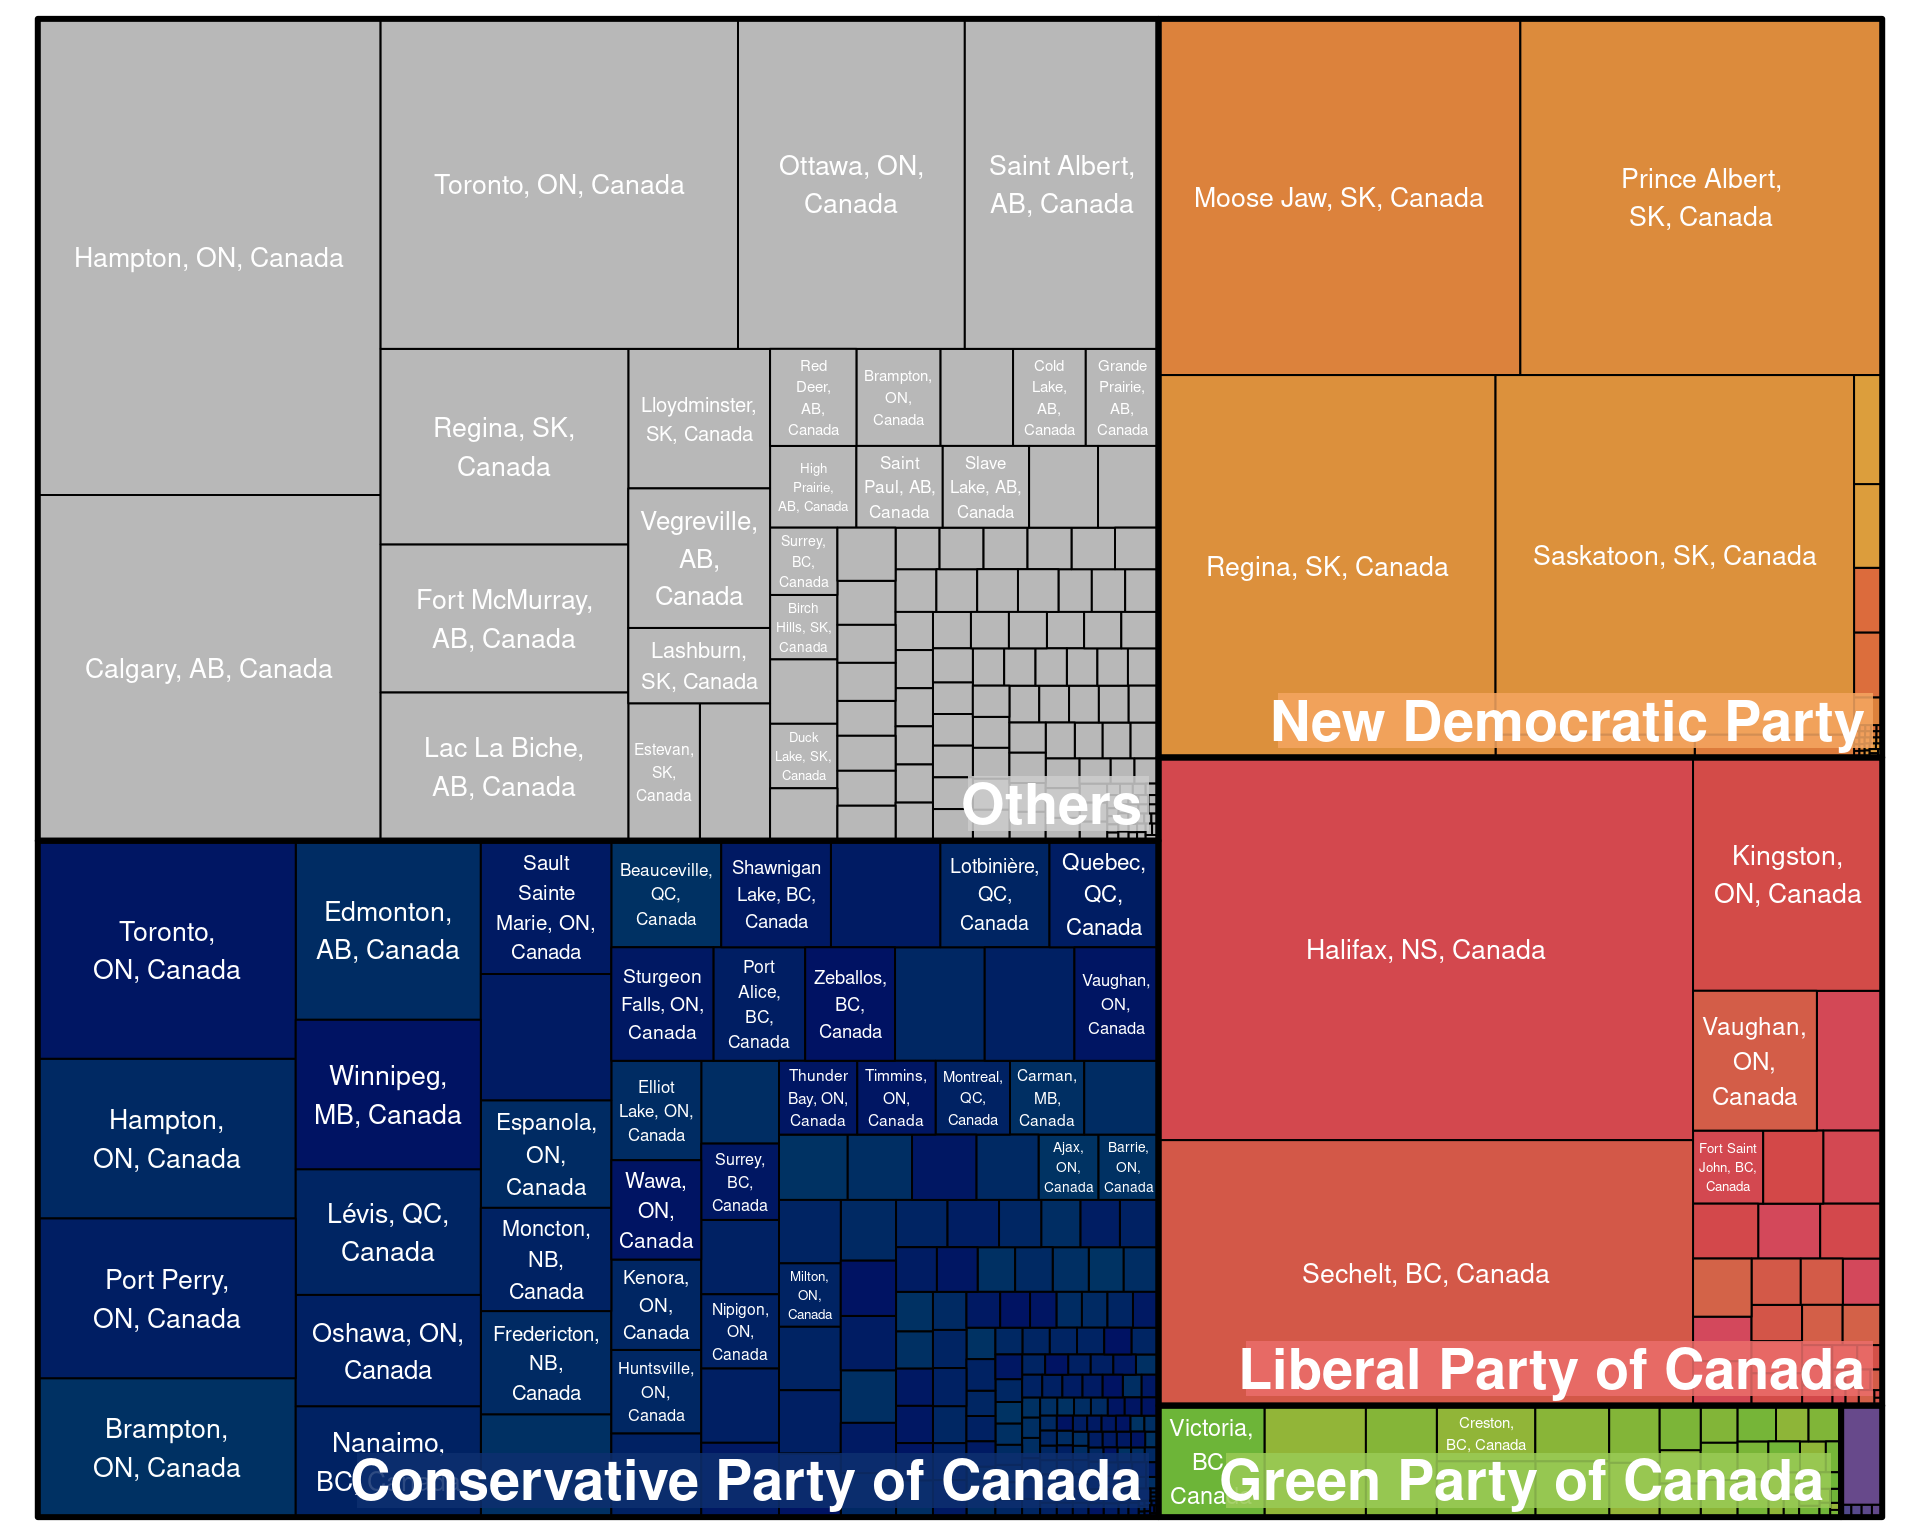 Hampton, ON, Canada
Toronto, ON, Canada
Ottawa, ON,
Canada
Saint Albert,
AB, Canada
Calgary, AB, Canada
Regina, SK,
Canada
Fort McMurray,
AB, Canada
Lac La Biche,
AB, Canada
Lloydminster,
SK, Canada
Vegreville,
AB,
Canada
Lashburn,
SK, Canada
Estevan,
SK,
Canada
Red
Deer,
AB,
Canada
Brampton,
ON,
Canada
Cold
Lake,
AB,
Canada
Grande
Prairie,
AB,
Canada
High
Prairie,
AB, Canada
Saint
Paul, AB,
Canada
Slave
Lake, AB,
Canada
Surrey,
BC,
Canada
Birch
Hills, SK,
Canada
Duck
Lake, SK,
Canada
Others
Moose Jaw, SK, Canada
Prince Albert,
SK, Canada
Regina, SK, Canada
Saskatoon, SK, Canada
New Democratic Party
Toronto,
ON, Canada
Hampton,
ON, Canada
Port Perry,
ON, Canada
Brampton,
ON, Canada
Edmonton,
AB, Canada
Winnipeg,
MB, Canada
Lévis, QC,
Canada
Oshawa, ON,
Canada
Nanaimo,
BC, Canada
Sault
Sainte
Marie, ON,
Canada
Espanola,
ON,
Canada
Moncton,
NB,
Canada
Fredericton,
NB,
Canada
Beauceville,
QC,
Canada
Shawnigan
Lake, BC,
Canada
Lotbinière,
QC,
Canada
Quebec,
QC,
Canada
Sturgeon
Falls, ON,
Canada
Port
Alice,
BC,
Canada
Zeballos,
BC,
Canada
Vaughan,
ON,
Canada
Elliot
Lake, ON,
Canada
Wawa,
ON,
Canada
Kenora,
ON,
Canada
Huntsville,
ON,
Canada
Surrey,
BC,
Canada
Nipigon,
ON,
Canada
Thunder
Bay, ON,
Canada
Timmins,
ON,
Canada
Montreal,
QC,
Canada
Carman,
MB,
Canada
Ajax,
ON,
Canada
Barrie,
ON,
Canada
Milton,
ON,
Canada
Conservative Party of Canada
Halifax, NS, Canada
Sechelt, BC, Canada
Kingston,
ON, Canada
Vaughan,
ON,
Canada
Fort Saint
John, BC,
Canada
Liberal Party of Canada
Victoria,
BC
Canada
Creston,
BC, Canada
Green Party of Canada